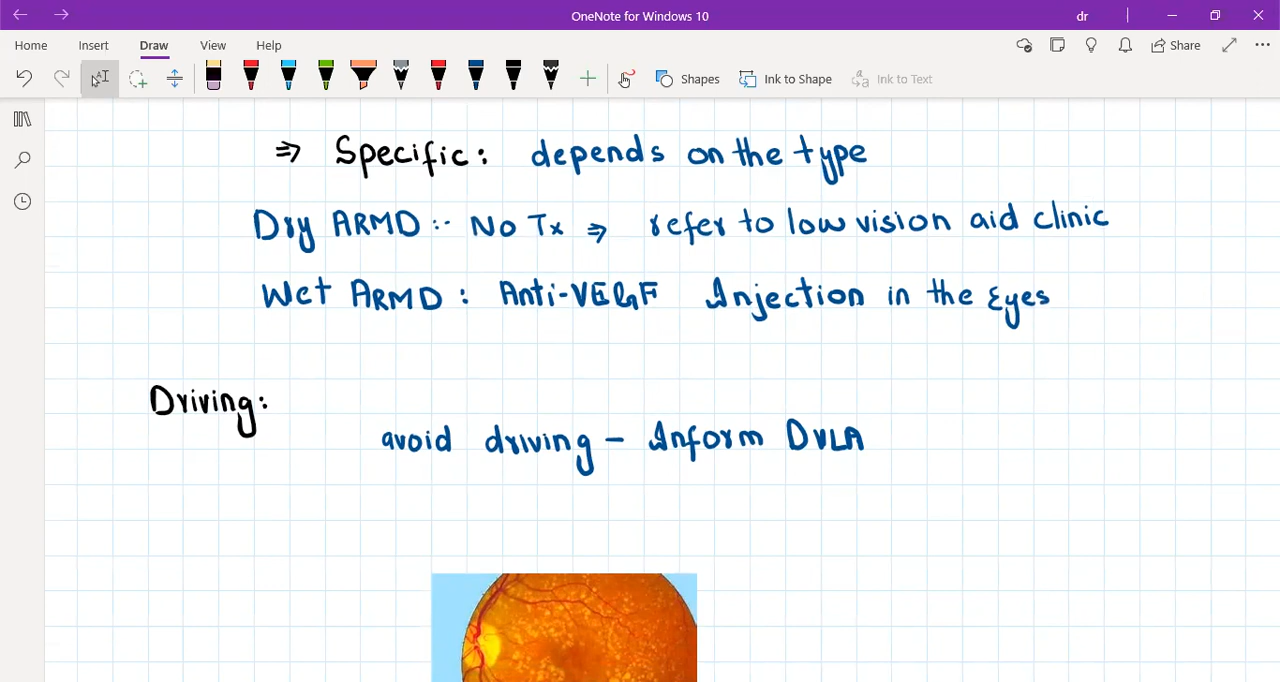 OneNote for Windows 10
dr
Home Insert Draw View Help
Share
Shapes Ink to Shape Ink to Text
⇒ Specific: depends on the type
Dry ARMD :- No Tx ⇒ refer to low vision aid clinic
Wet ARMD : Anti-VEGF Injection in the Eyes
Driving:
avoid driving - Inform DVLA